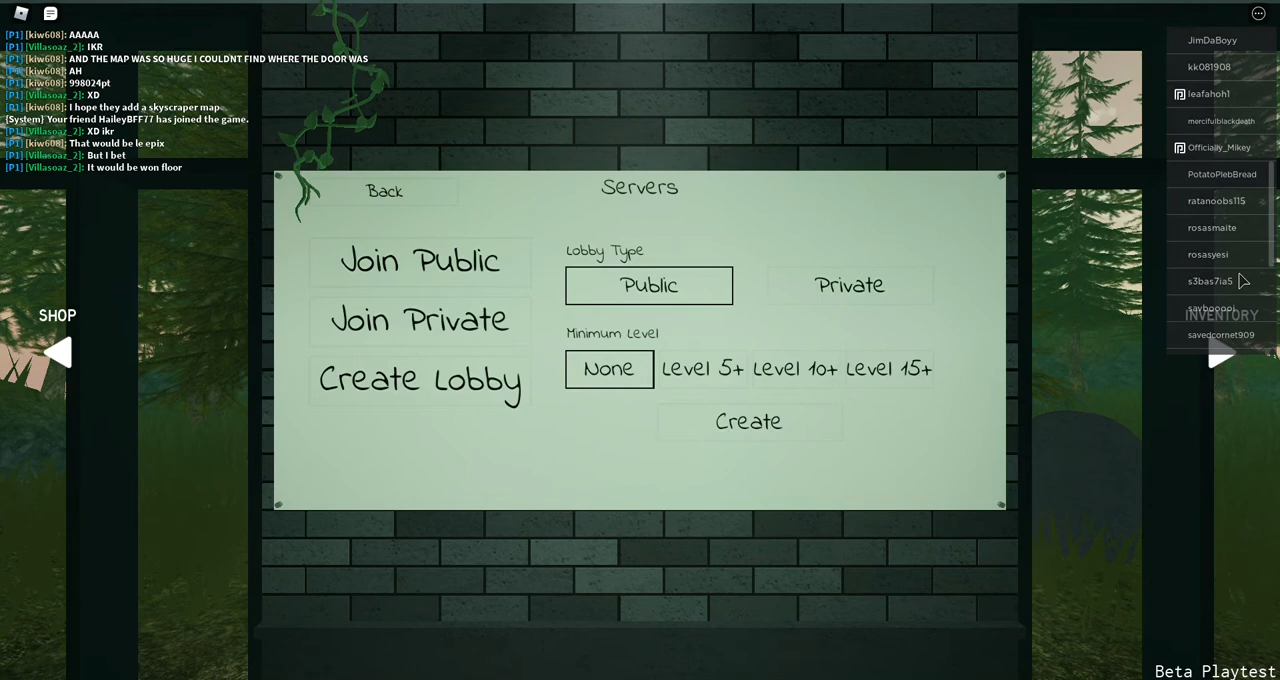 [P1] [kiw608]: AAAAA
[P1] [Villasoaz_2]: IKR
[P1] [kiw608]: AND THE MAP WAS SO HUGE I COULDNT FIND WHERE THE DOOR WAS
[P1] [kiw608]: AH
[P1] [kiw608]: 998024pt
[P1] [Villasoaz_2]: XD
[P1] [kiw608]: I hope they add a skyscraper map
{System} Your friend HaileyBFF77 has joined the game.
[P1] [Villasoaz_2]: XD ikr
[P1] [kiw608]: That would be le epix
[P1] [Villasoaz_2]: But I bet
[P1] [Villasoaz_2]: It would be won floor
JimDaBoyy
kk081908
leafahoh1
mercifulblackdeath
Officially_Mikey
PotatoPlebBread
ratanoobs115
rosasmaite
rosasyesi
s3bas7ia5
savbooooi
savedcornet909
Back
Servers
Join Public
Join Private
Create Lobby
Lobby Type
Public
Private
Minimum Level
None
Level 5+
Level 10+
Level 15+
Create
SHOP
INVENTORY
Beta Playtest